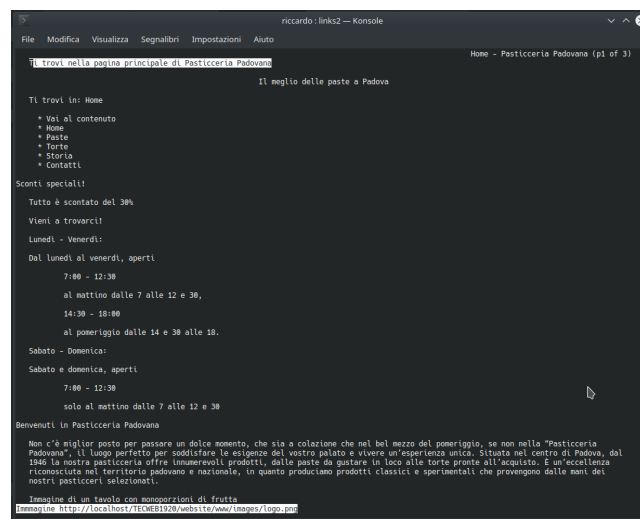 riccardo : links2 — Konsole
File Modifica Visualizza Segnalibri Impostazioni Aiuto
Home - Pasticceria Padovana (p1 of 3)
Ti trovi nella pagina principale di Pasticceria Padovana
Il meglio delle paste a Padova
Ti trovi in: Home
* Vai al contenuto
* Home
* Paste
* Torte
* Storia
* Contatti
Sconti speciali!
Tutto è scontato del 30%
Vieni a trovarci!
Lunedì - Venerdì:
Dal lunedì al venerdì, aperti
7:00 - 12:30
al mattino dalle 7 alle 12 e 30,
14:30 - 18:00
al pomeriggio dalle 14 e 30 alle 18.
Sabato - Domenica:
Sabato e domenica, aperti
7:00 - 12:30
solo al mattino dalle 7 alle 12 e 30
Benvenuti in Pasticceria Padovana
Non c'è miglior posto per passare un dolce momento, che sia a colazione che nel bel mezzo del pomeriggio, se non nella "Pasticceria
Padovana", il luogo perfetto per soddisfare le esigenze del vostro palato e vivere un'esperienza unica. Situata nel centro di Padova, dal
1946 la nostra pasticceria offre innumerevoli prodotti, dalle paste da gustare in loco alle torte pronte all'acquisto. È un'eccellenza
riconosciuta nel territorio padovano e nazionale, in quanto produciamo prodotti classici e sperimentali che provengono dalle mani dei
nostri pasticceri selezionati.
Immagine di un tavolo con monoporzioni di frutta
Immmagine http://localhost/TECWEB1920/website/www/images/logo.png